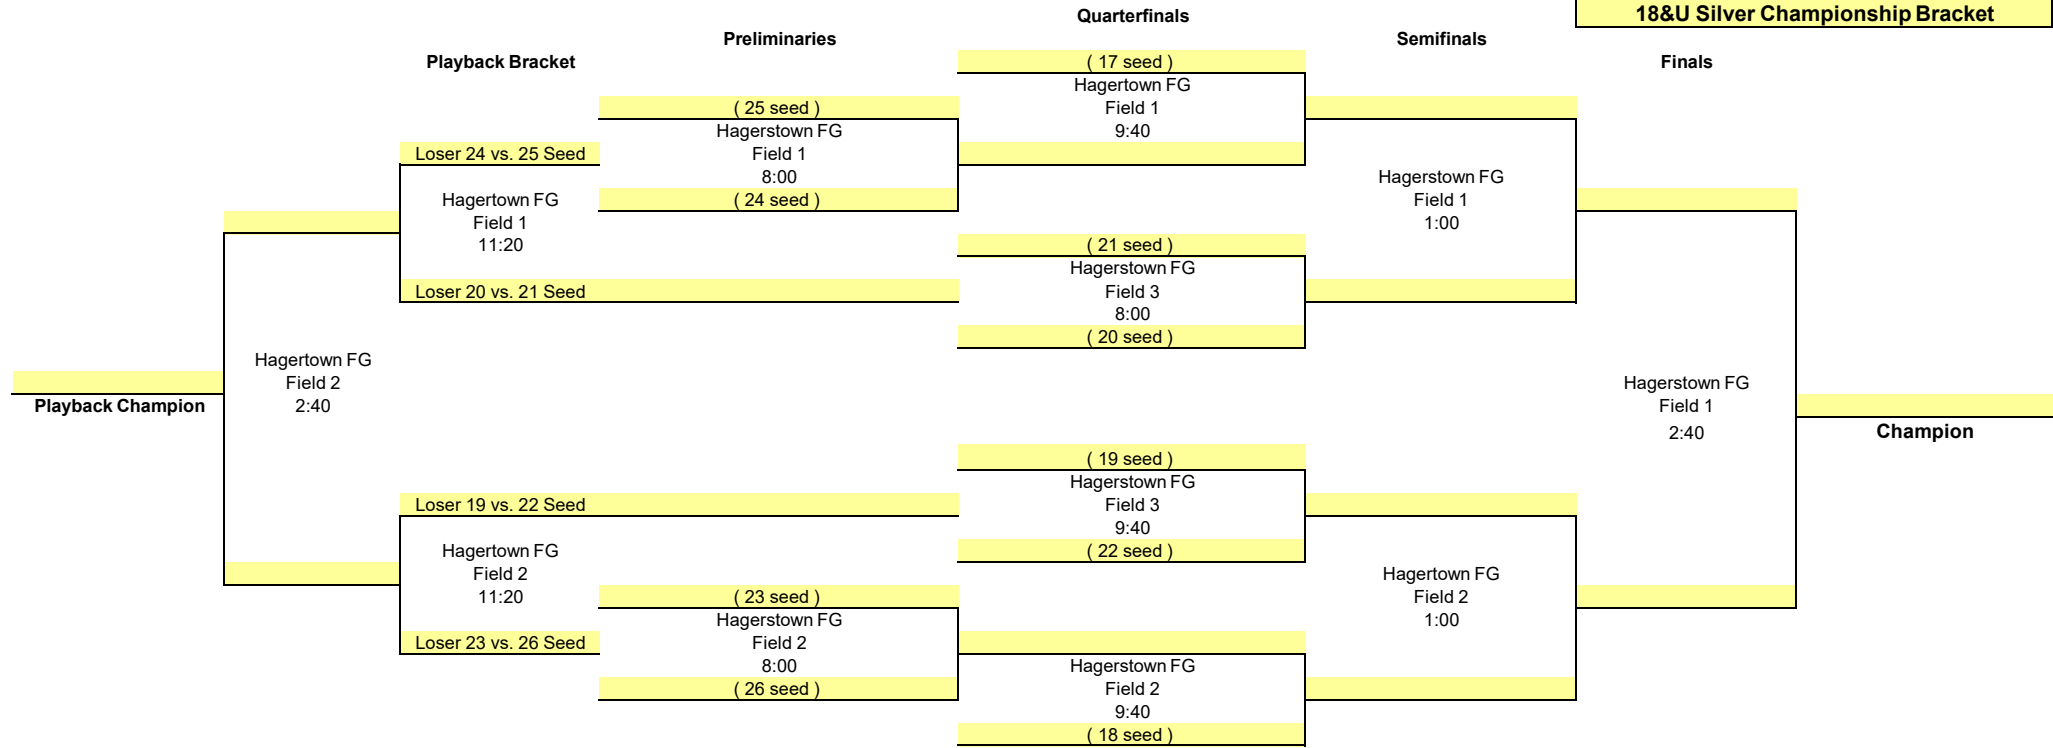 18&U Silver Championship Bracket
Quarterfinals
Preliminaries
Semifinals
Playback Bracket
Finals
( 17 seed )
Hagertown FG
Field 1
9:40
( 25 seed )
Hagerstown FG
Field 1
8:00
( 24 seed )
Loser 24 vs. 25 Seed
Hagertown FG
Field 1
11:20
Loser 20 vs. 21 Seed
( 21 seed )
Hagerstown FG
Field 3
8:00
( 20 seed )
Hagerstown FG
Field 1
1:00
Hagertown FG
Field 2
2:40
Playback Champion
Hagerstown FG
Field 1
2:40
Champion
( 19 seed )
Hagerstown FG
Field 3
9:40
( 22 seed )
Loser 19 vs. 22 Seed
Hagertown FG
Field 2
11:20
Loser 23 vs. 26 Seed
( 23 seed )
Hagerstown FG
Field 2
8:00
( 26 seed )
Hagertown FG
Field 2
1:00
Hagerstown FG
Field 2
9:40
( 18 seed )